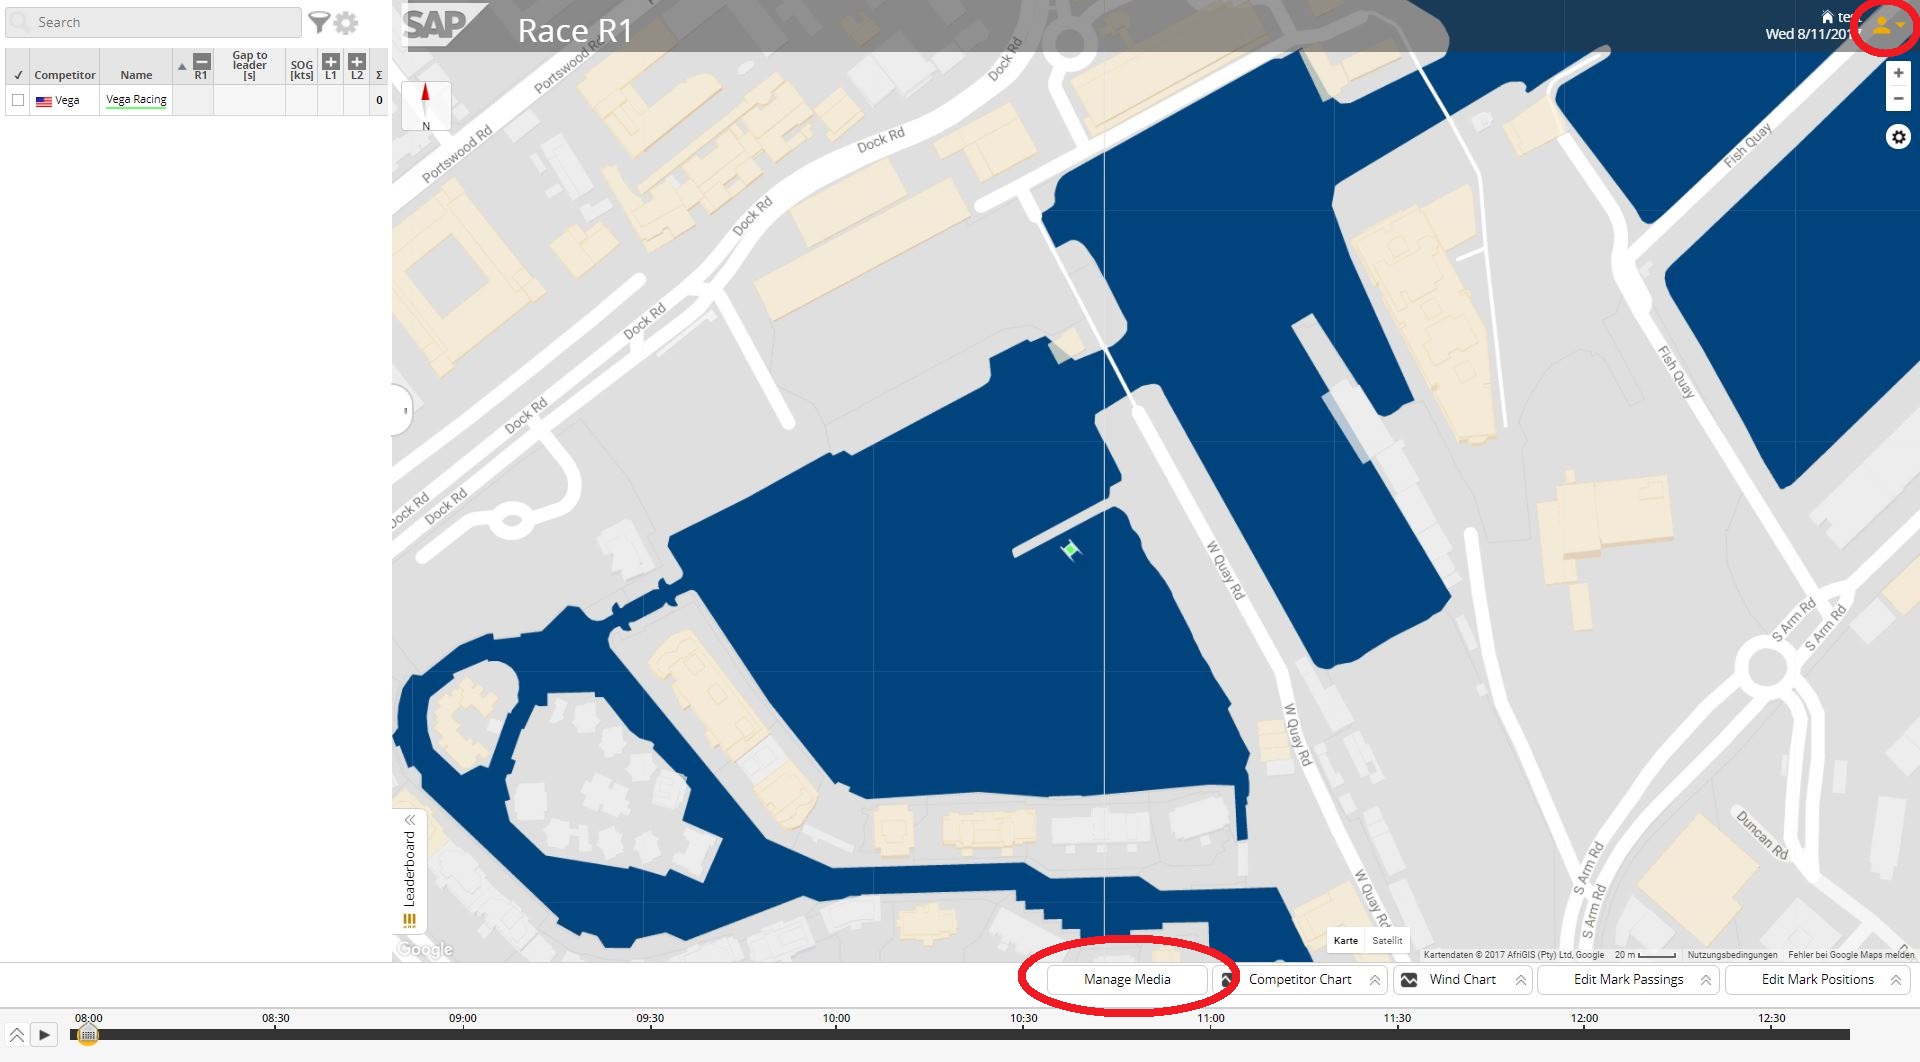 Search
SAP
Race R1
Wed 8/11/201
Competitor
Name
R1
Gap to
leader
[s]
SOG
[kts]
L1
L2
Σ
Vega
Vega Racing
0
N
Portswood Rd
Portswood Rd
Dock Rd
Dock Rd
Dock Rd
Dock Rd
Dock Rd
Dock Rd
Dock Rd
Fish Quay
Fish Quay
W Quay Rd
W Quay Rd
W Quay Rd
S Arm Rd
S Arm Rd
S Arm Rd
S Arm Rd
Duncan Rd
Leaderboard
Google
Karte
Satellit
Kartendaten © 2017 AfriGIS (Pty) Ltd, Google
20 m
Nutzungsbedingungen
Fehler bei Google Maps melden
Manage Media
Competitor Chart
Wind Chart
Edit Mark Passings
Edit Mark Positions
08:00
08:30
09:00
09:30
10:00
10:30
11:00
11:30
12:00
12:30